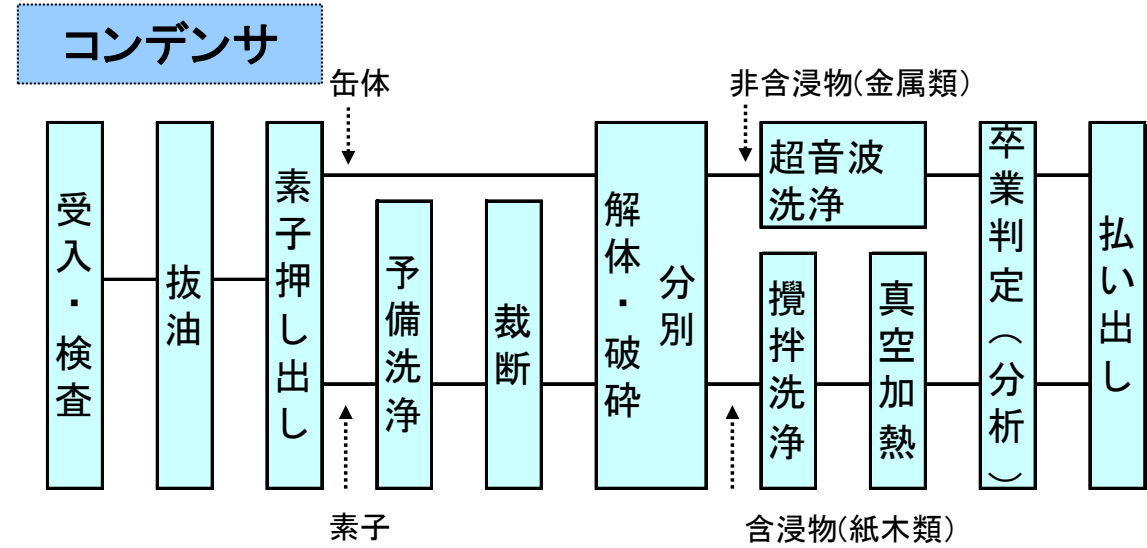 コンデンサ
缶体
非含浸物(金属類)
受入・検査
抜油
素子押し出し
予備洗浄
裁断
解体・破砕
分別
超音波
洗浄
攪拌洗浄
真空加熱
卒業判定(分析)
払い出し
素子
含浸物(紙木類)